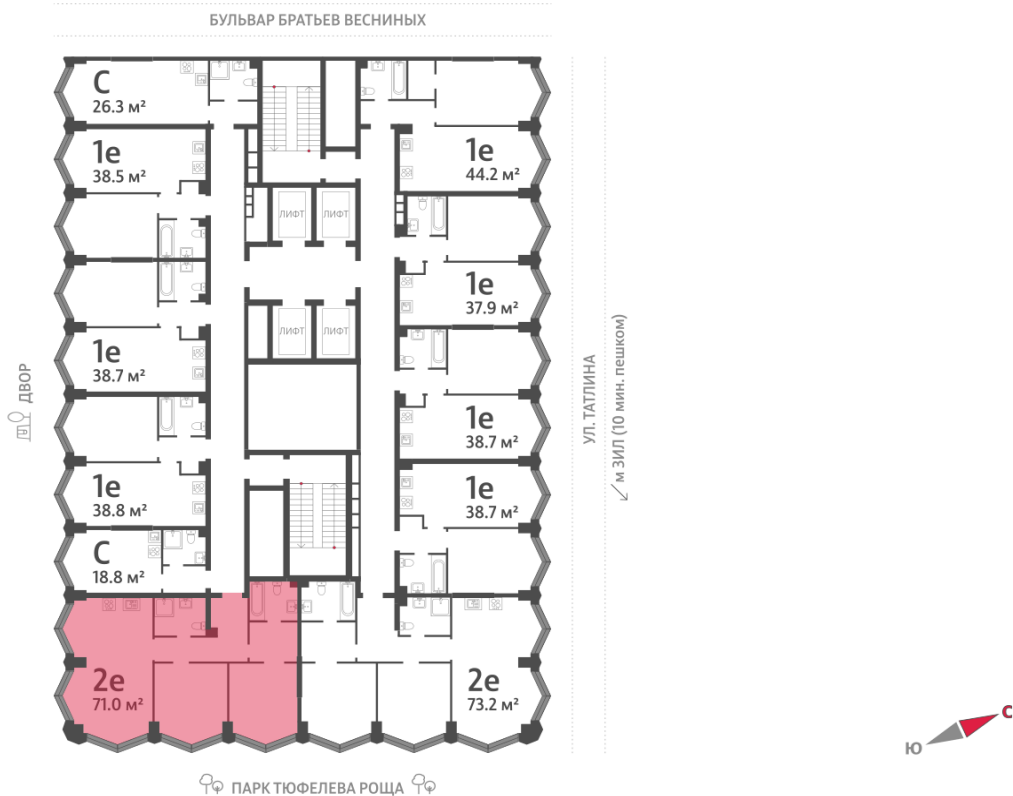 БУЛЬВАР БРАТЬЕВ ВЕСНИНЫХ
С
26.3 м²
1е
38.5 м²
1е
44.2 м²
ЛИФТ
ЛИФТ
1е
37.9 м²
ЛИФТ
ЛИФТ
1е
38.7 м²
ДВОР
УЛ. ТАТЛИНА
м ЗИЛ (10 мин. пешком)
1е
38.7 м²
1е
38.8 м²
1е
38.7 м²
С
18.8 м²
2е
71.0 м²
2е
73.2 м²
С
Ю
ПАРК ТЮФЕЛЕВА РОЩА